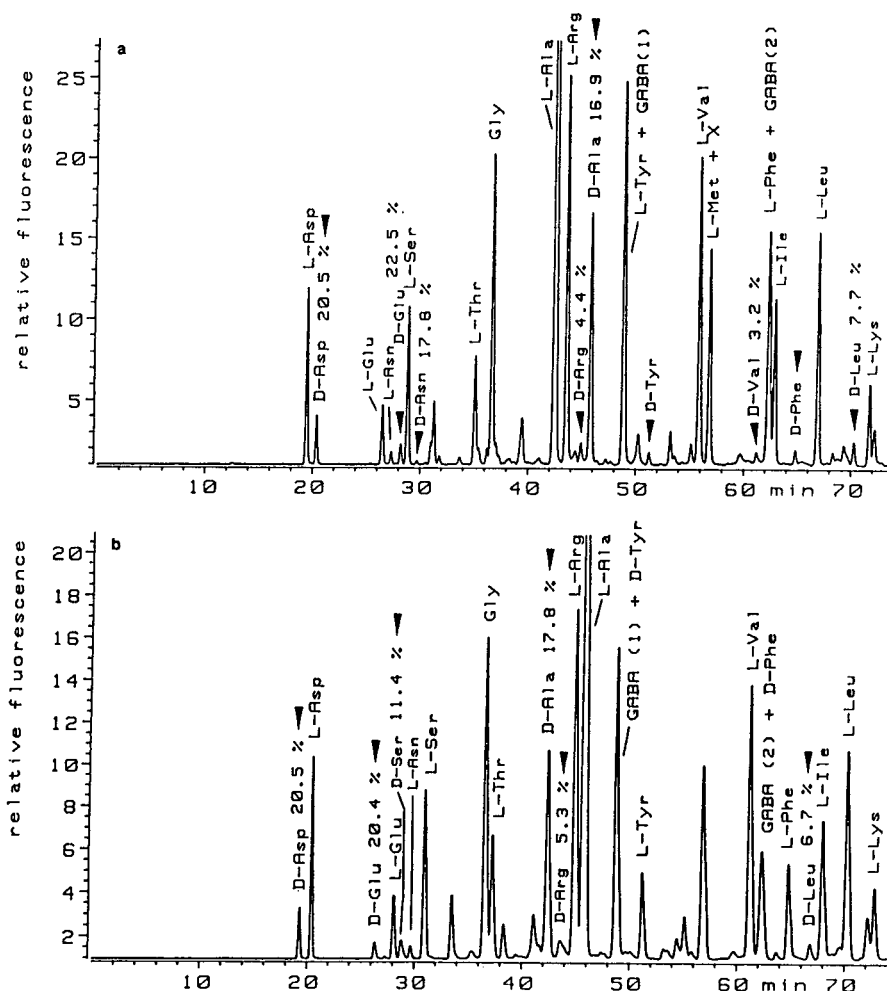 a
relative fluorescence
25
20
15
10
5
L-Asp
D-Asp 20.5 %
L-Glu
L-Asn
D-Glu 22.5 %
L-Ser
D-Asn 17.8 %
L-Thr
Gly
L-Ala
L-Arg
D-Arg 4.4 %
D-Ala 16.9 %
L-Tyr + GABA(1)
D-Tyr
L-Val
L-Met + X
D-Val 3.2 %
L-Phe + GABA(2)
L-Ile
D-Phe
L-Leu
D-Leu 7.7 %
L-Lys
10 20 30 40 50 60 min 70
b
relative fluorescence
20
18
16
14
12
10
8
6
4
2
D-Asp 20.5 %
L-Asp
D-Glu 20.4 %
L-Glu
D-Ser 11.4 %
L-Asn
L-Ser
Gly
L-Thr
D-Ala 17.8 %
D-Arg 5.3 %
L-Arg
L-Ala
GABA (1) + D-Tyr
L-Tyr
L-Val
GABA (2) + D-Phe
L-Phe
D-Leu 6.7 %
L-Ile
L-Leu
L-Lys
10 20 30 40 50 60 min 70